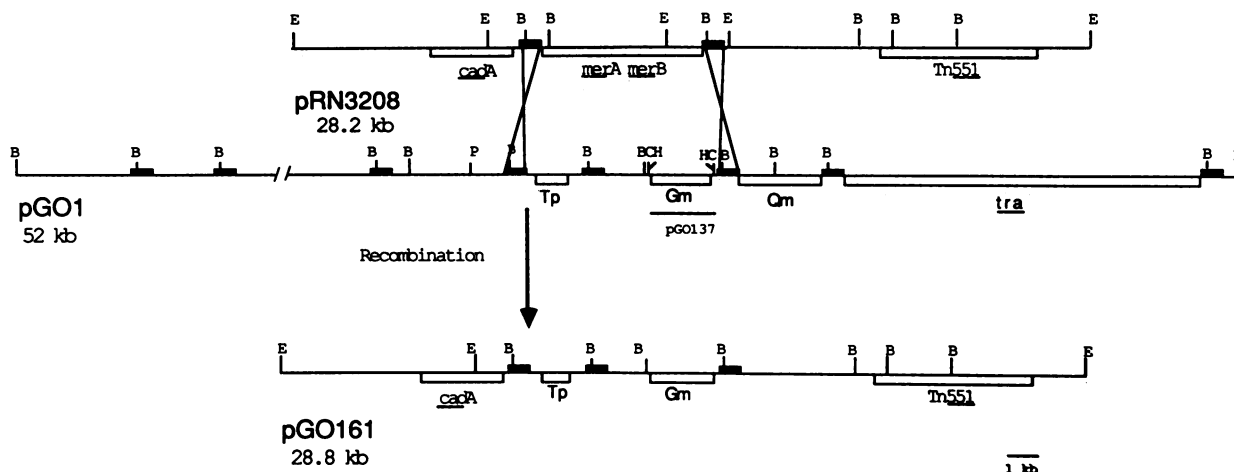 E E B B E B E B B B E
cadA merA merB Tn551
pRN3208
28.2 kb
B B B B B P B B BCH HC B B B B
Tp Gm Qm tra
pGO1
52 kb
pGO137
Recombination
E E B B B B B B B E
cadA Tp Gm Tn551
pGO161
28.8 kb
1 kb